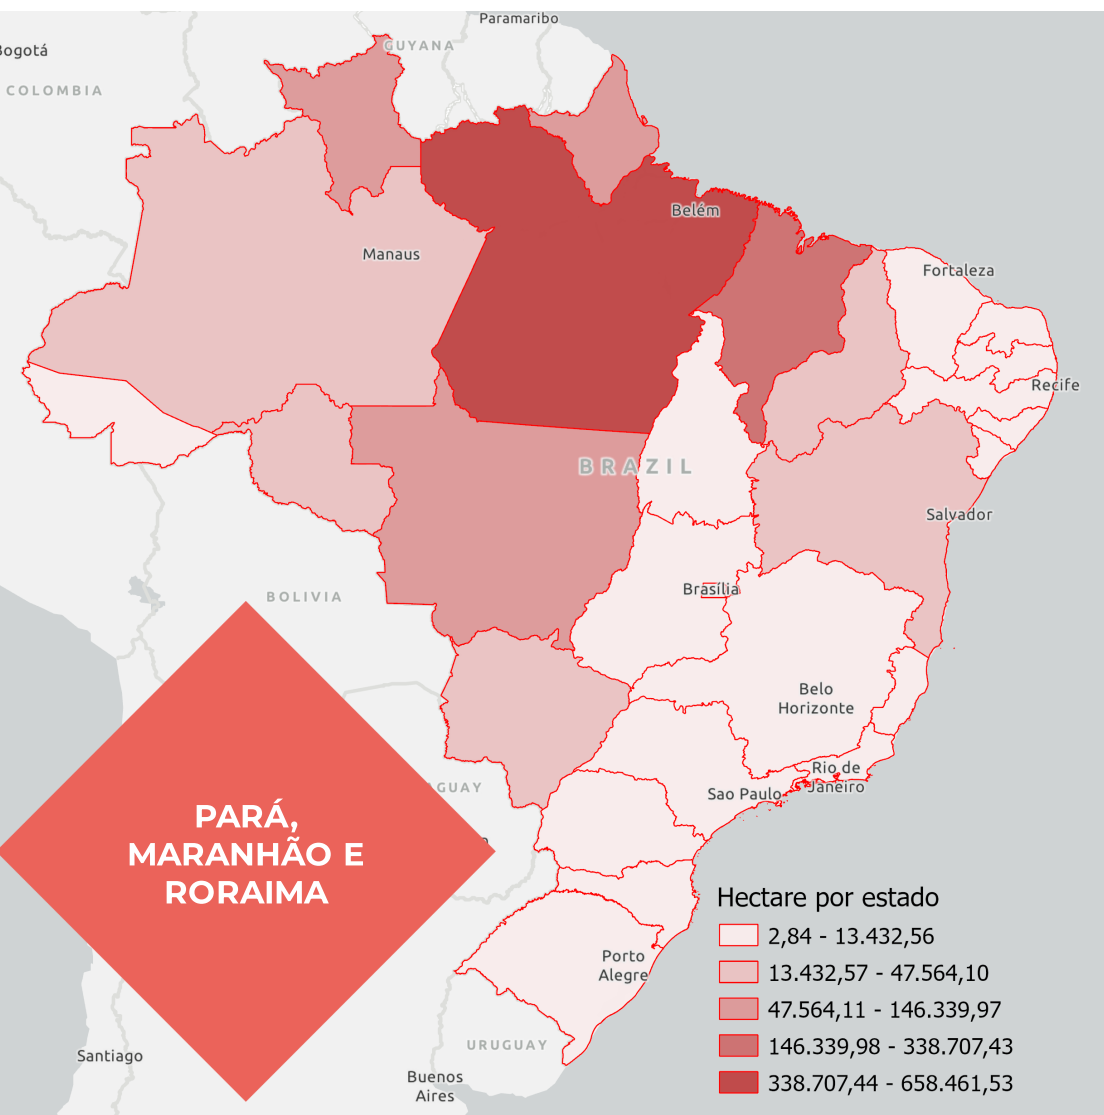 Paramaribo
Bogotá
GUYANA
COLOMBIA
Belém
Manaus
Fortaleza
Recife
BRAZIL
Salvador
Brasília
BOLIVIA
Belo
Horizonte
Rio de
Janeiro
Sao Paulo
GUAY
PARÁ,
MARANHÃO E
RORAIMA
Hectare por estado
2,84 - 13.432,56
13.432,57 - 47.564,10
47.564,11 - 146.339,97
146.339,98 - 338.707,43
338.707,44 - 658.461,53
Porto
Alegre
URUGUAY
Santiago
Buenos
Aires